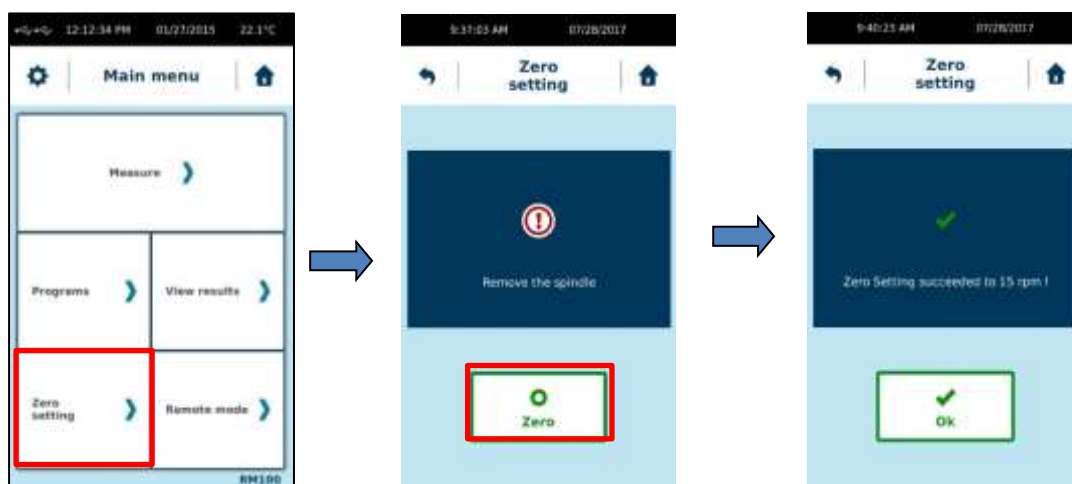 12:12:34 PM 01/27/2015 22.1°C
Main menu
Measure
Programs
View results
Zero
setting
Remote mode
RM100
9:37:03 AM 07/28/2017
Zero
setting
Remove the spindle
Zero
9:40:23 AM 07/28/2017
Zero
setting
Zero Setting succeeded to 15 rpm !
Ok